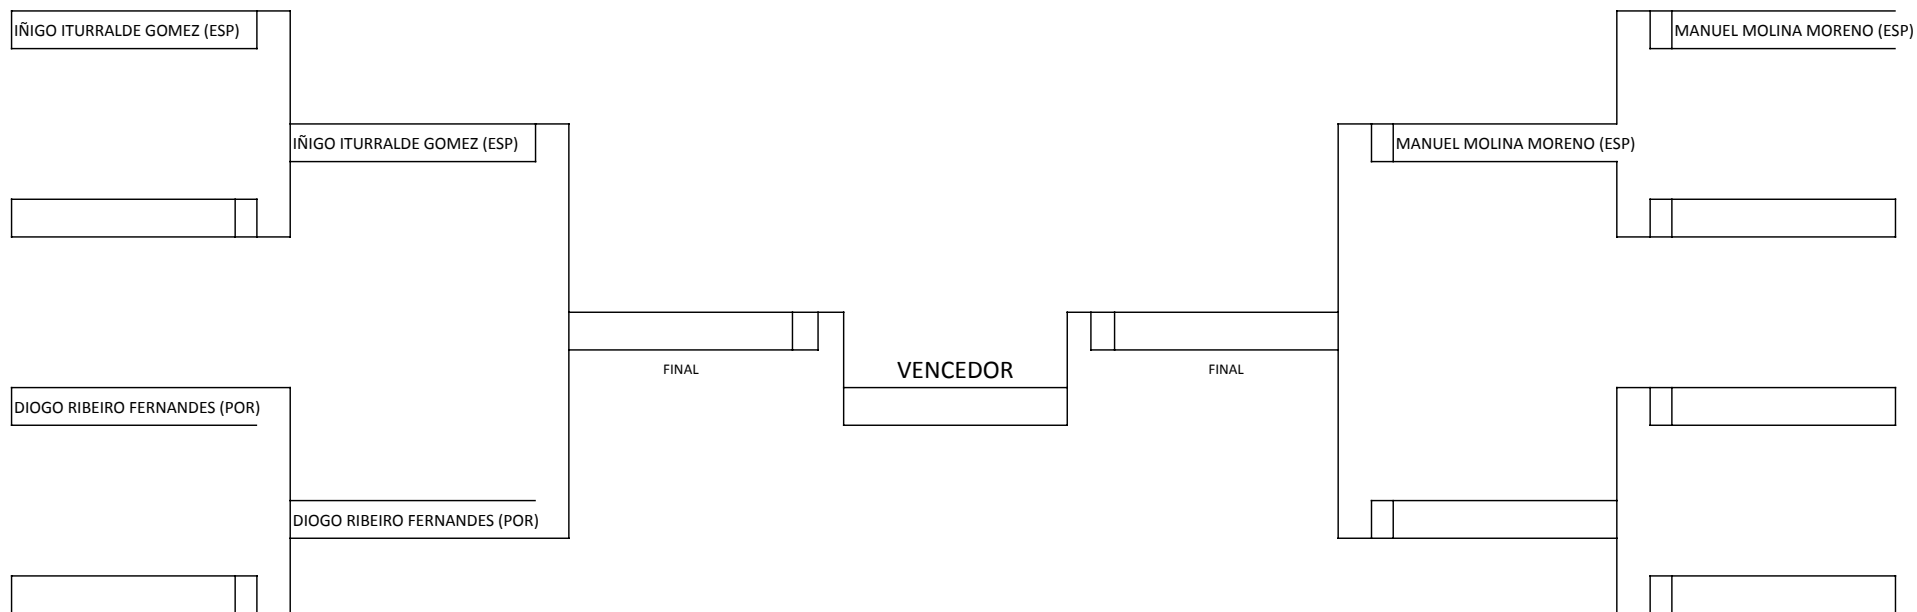 IÑIGO ITURRALDE GOMEZ (ESP)
MANUEL MOLINA MORENO (ESP)
IÑIGO ITURRALDE GOMEZ (ESP)
MANUEL MOLINA MORENO (ESP)
FINAL
VENCEDOR
FINAL
DIOGO RIBEIRO FERNANDES (POR)
DIOGO RIBEIRO FERNANDES (POR)